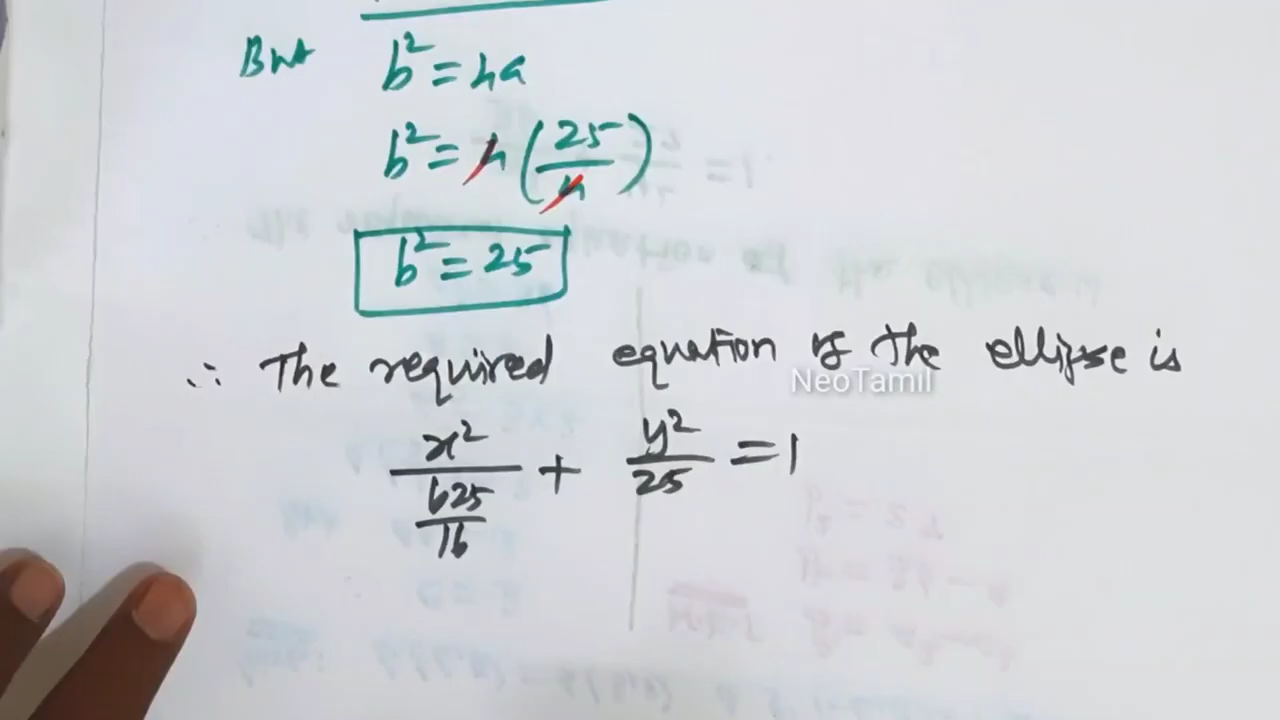 But b² = 4a
b² = 4(25/4)
b² = 25
∴ The required equation of the ellipse is
NeoTamil
x²/(625/16) + y²/25 = 1